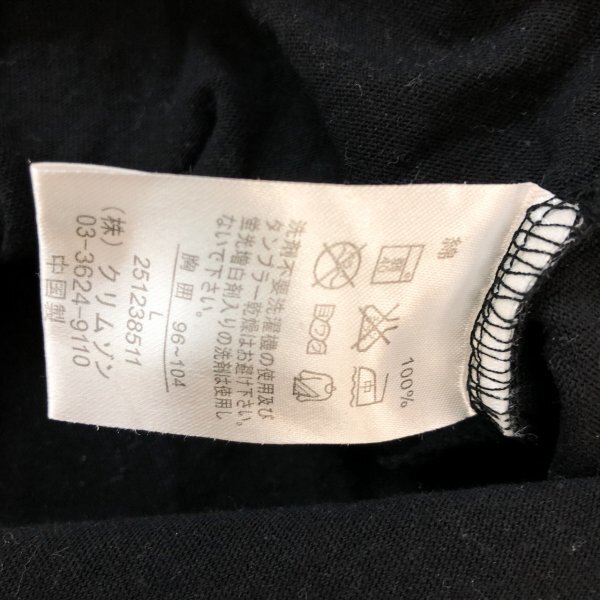 綿 100%
洗剤不要洗濯機の使用及び
タンブラー乾燥はお避け下さい。
蛍光増白剤入りの洗剤は使用し
ないで下さい。
胸囲 96~104
L
251238511
(株)クリムゾン
03-3624-9110
中国製